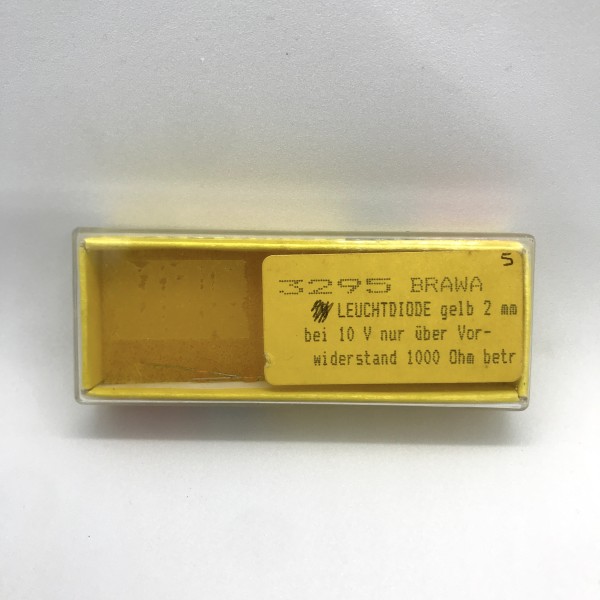 5
3295 BRAWA
LEUCHTDIODE gelb 2 mm
bei 10 V nur über Vor-
widerstand 1000 Ohm betr